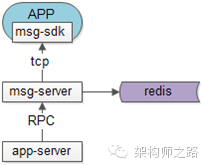 APP
msg-sdk
tcp
msg-server
redis
RPC
app-server
架构师之路